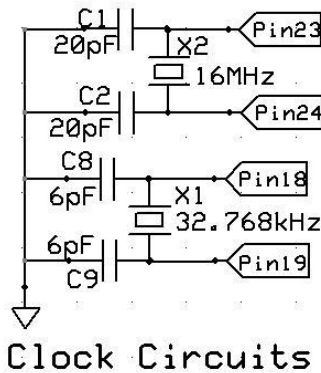 C1
Pin23
20pF
X2
16MHz
C2
Pin24
20pF
C8
Pin18
6pF
X1
32.768kHz
6pF
Pin19
C9
Clock Circuits